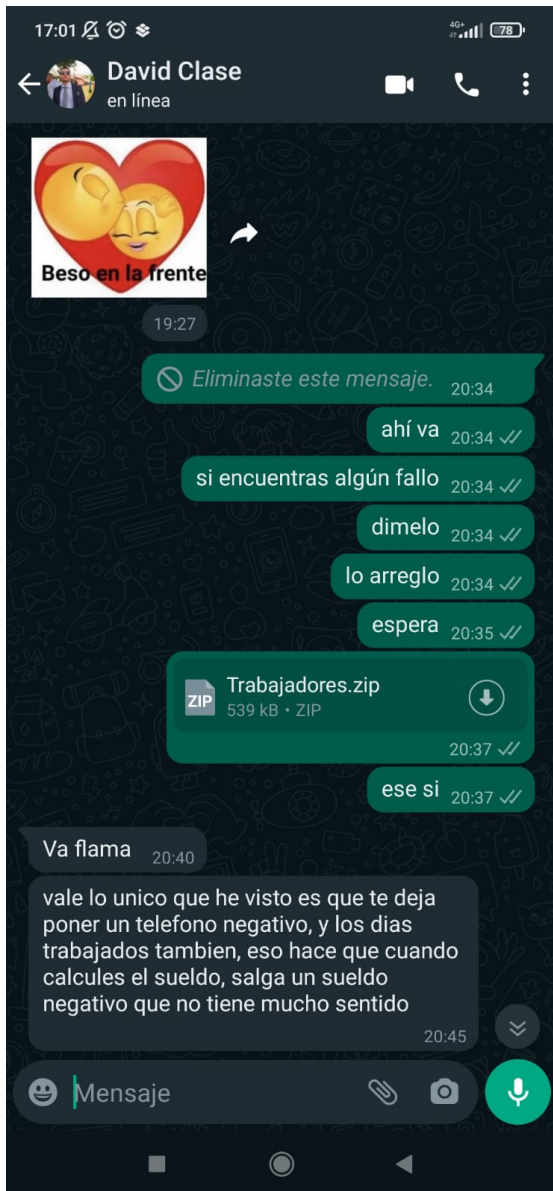 17:01
4G+
78
David Clase
en línea
Beso en la frente
19:27
Eliminaste este mensaje. 20:34
ahí va 20:34
si encuentras algún fallo 20:34
dimelo 20:34
lo arreglo 20:34
espera 20:35
Trabajadores.zip
ZIP
539 kB • ZIP
20:37
ese si 20:37
Va flama 20:40
vale lo unico que he visto es que te deja
poner un telefono negativo, y los dias
trabajados tambien, eso hace que cuando
calcules el sueldo, salga un sueldo
negativo que no tiene mucho sentido
20:45
Mensaje